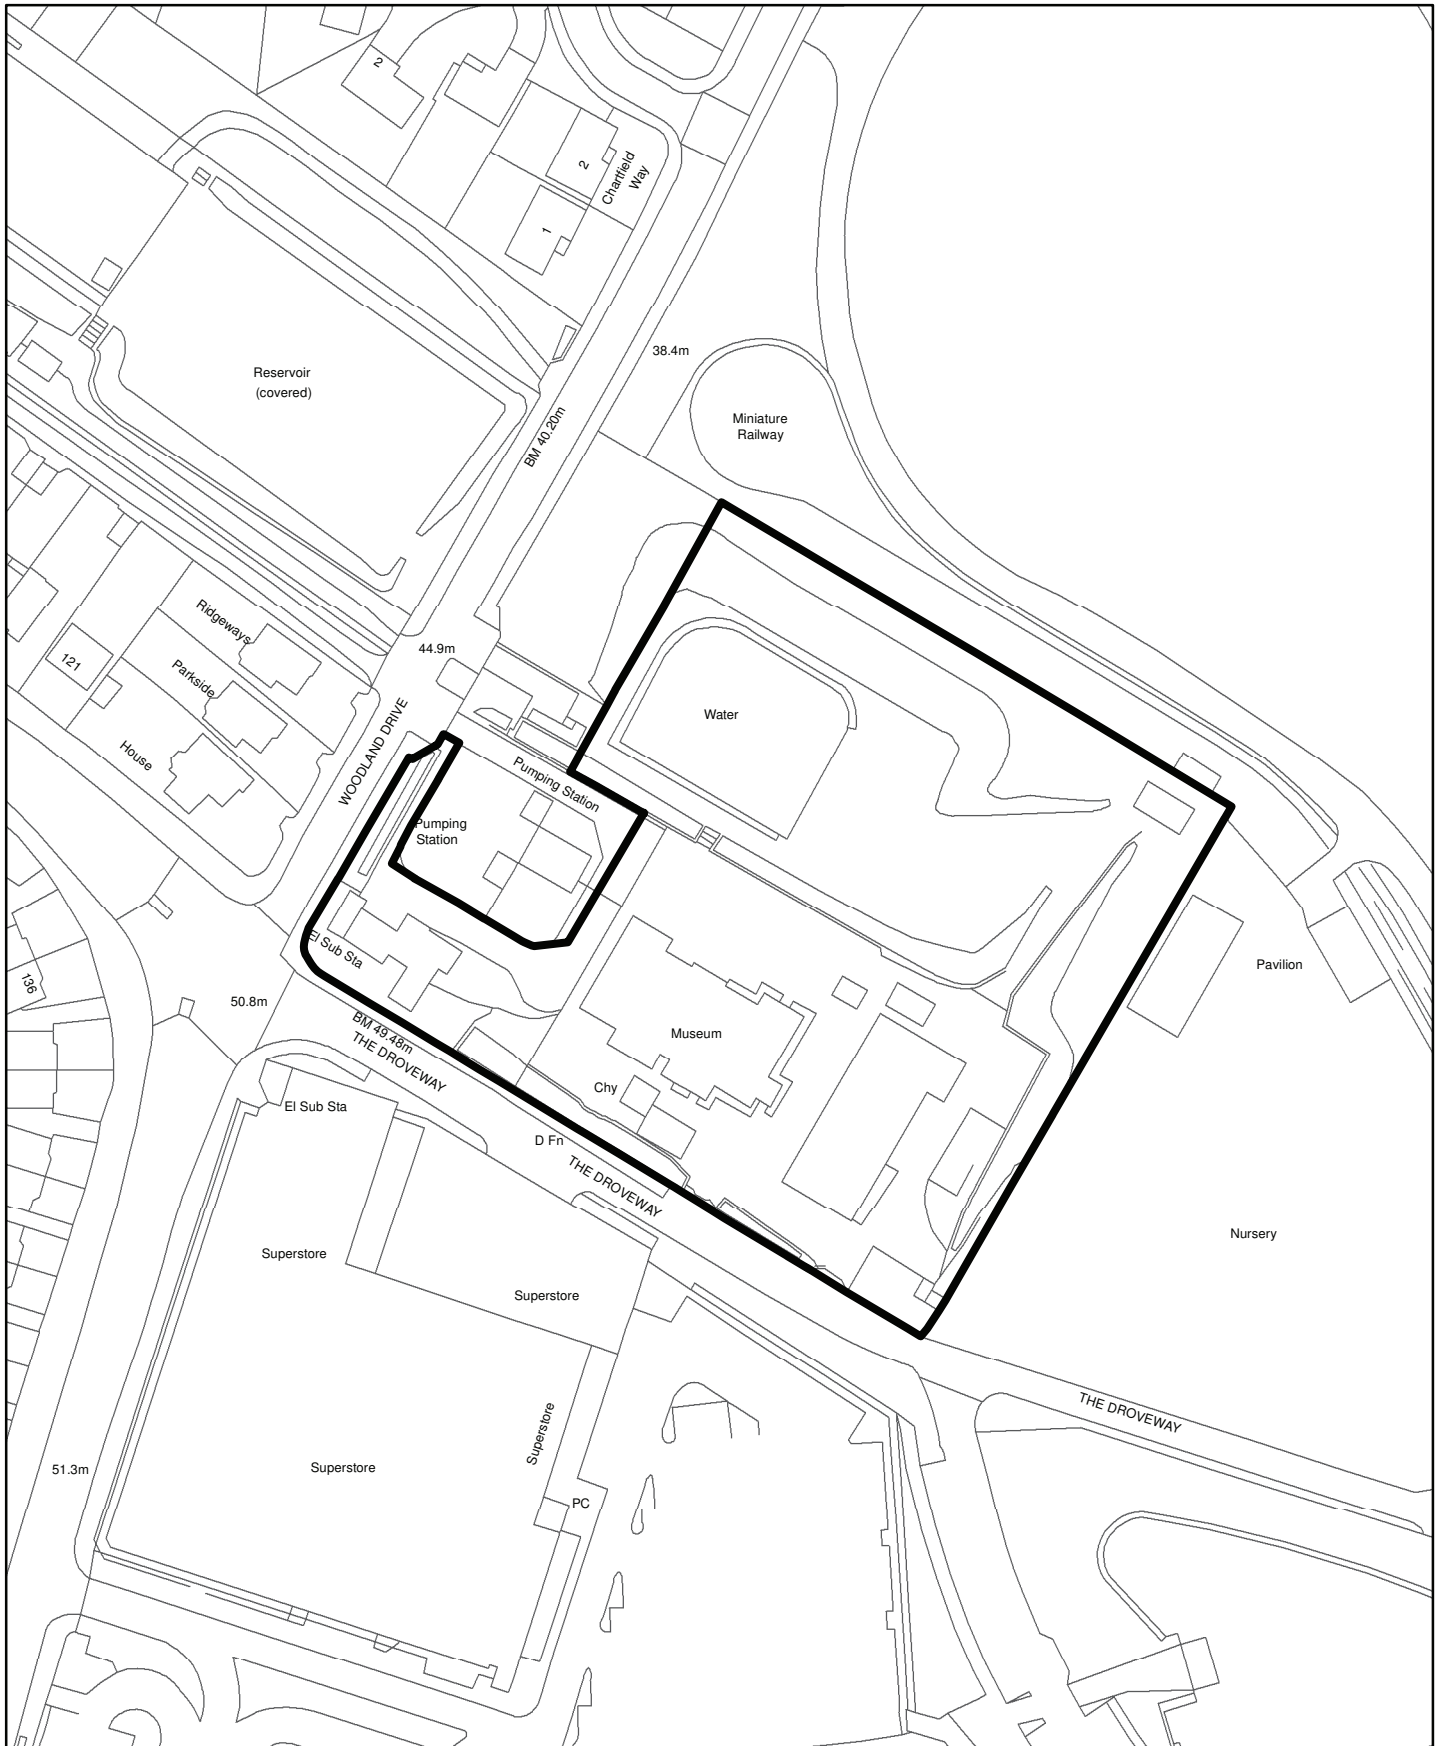 2
2
Chartfield
Way
1
38.4m
Reservoir
(covered)
Miniature
Railway
BM 40.20m
Ridgeways
121
Parkside
44.9m
House
WOODLAND DRIVE
Water
Pumping Station
Pumping
Station
El Sub Sta
136
50.8m
Pavilion
BM 49.48m
THE DROVEWAY
Museum
Chy
El Sub Sta
D Fn
THE DROVEWAY
Nursery
Superstore
Superstore
THE DROVEWAY
Superstore
51.3m
Superstore
PC